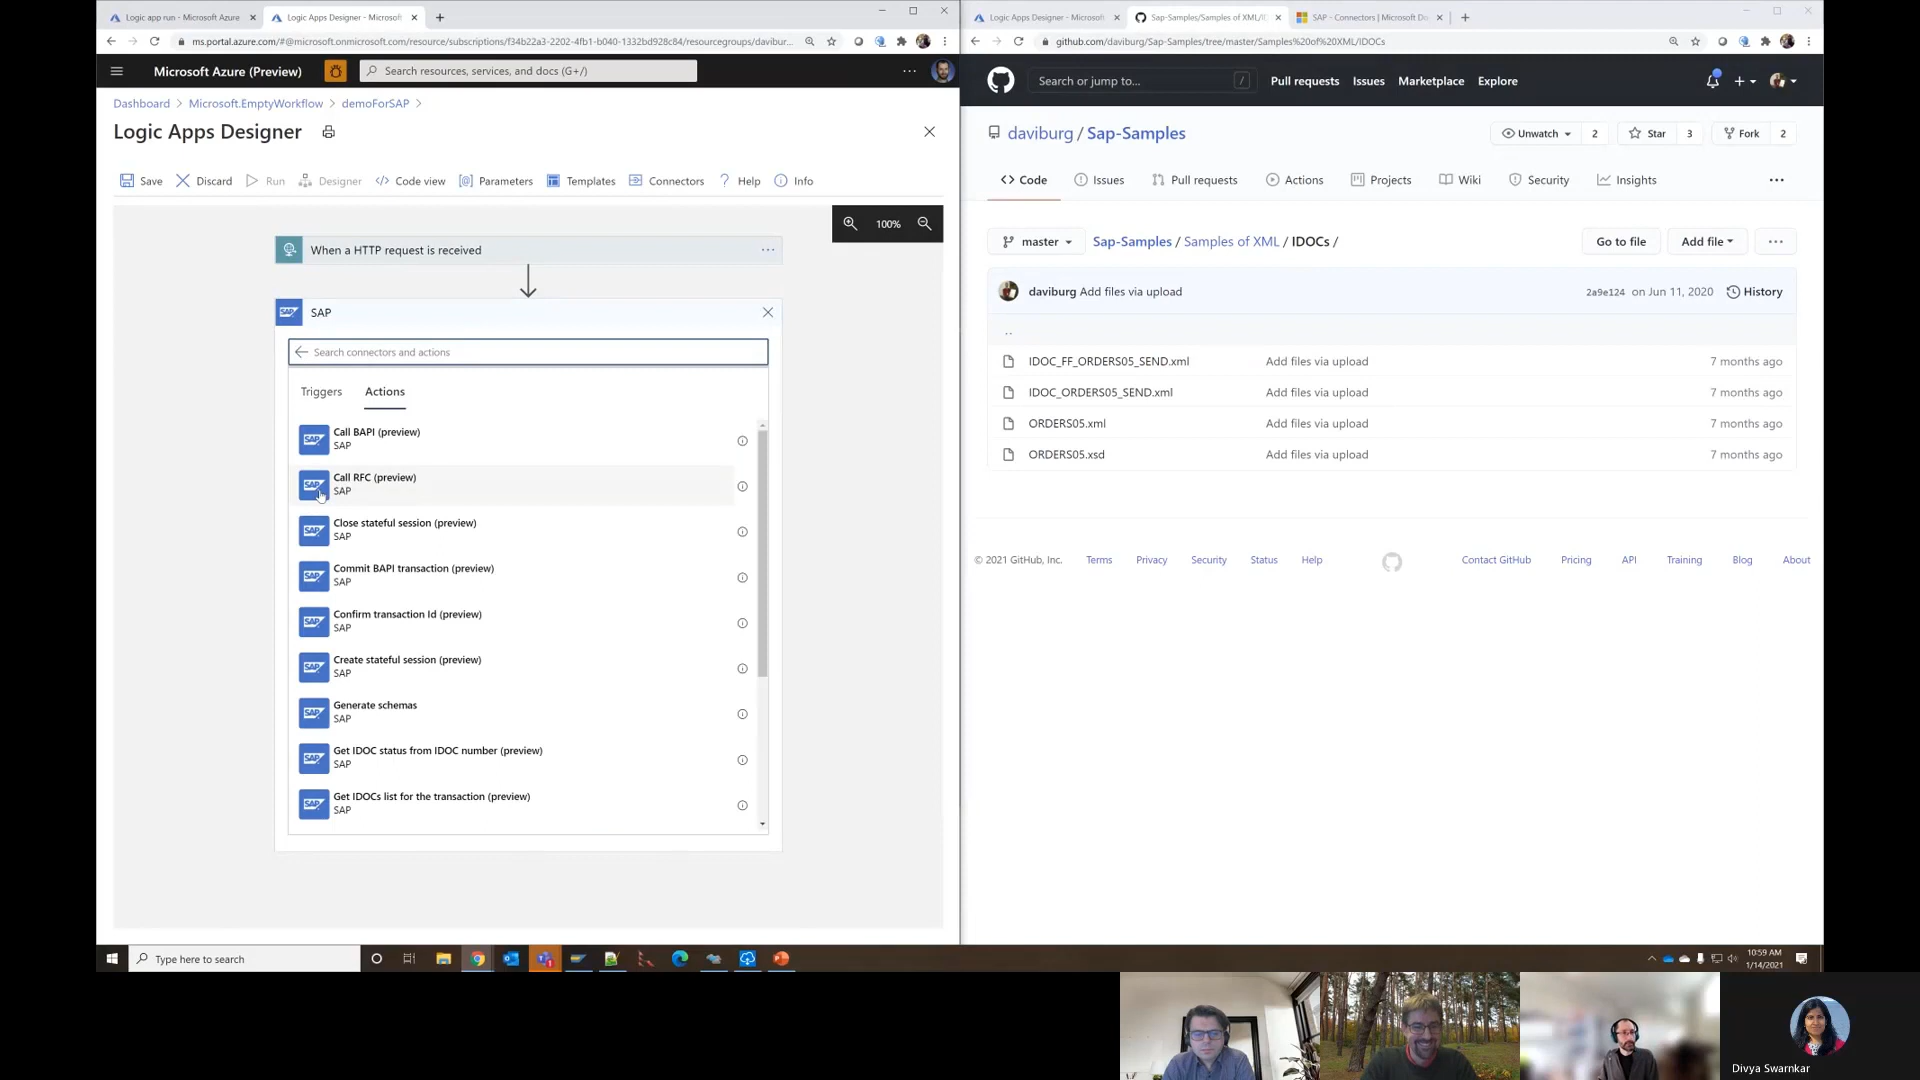 Logic app run - Microsoft Azure
Logic Apps Designer - Microsoft
ms.portal.azure.com/#@microsoft.onmicrosoft.com/resource/subscriptions/f34b22a3-2202-4fb1-b040-1332bd928c84/resourcegroups/davibur...
Microsoft Azure (Preview)
Search resources, services, and docs (G+/)
Dashboard > Microsoft.EmptyWorkflow > demoForSAP >
Logic Apps Designer
Save
Discard
Run
Designer
Code view
Parameters
Templates
Connectors
Help
Info
100%
When a HTTP request is received
SAP
Search connectors and actions
Triggers
Actions
Call BAPI (preview)
SAP
Call RFC (preview)
SAP
Close stateful session (preview)
SAP
Commit BAPI transaction (preview)
SAP
Confirm transaction Id (preview)
SAP
Create stateful session (preview)
SAP
Generate schemas
SAP
Get IDOC status from IDOC number (preview)
SAP
Get IDOCs list for the transaction (preview)
SAP
Logic Apps Designer - Microsoft
Sap-Samples/Samples of XML/I
SAP - Connectors | Microsoft Do
github.com/daviburg/Sap-Samples/tree/master/Samples%20of%20XML/IDOCs
Search or jump to...
/
Pull requests
Issues
Marketplace
Explore
daviburg / Sap-Samples
Unwatch 2
Star 3
Fork 2
Code
Issues
Pull requests
Actions
Projects
Wiki
Security
Insights
master
Sap-Samples / Samples of XML / IDOCs /
Go to file
Add file
daviburg Add files via upload
2a9e124 on Jun 11, 2020
History
..
IDOC_FF_ORDERS05_SEND.xml Add files via upload 7 months ago
IDOC_ORDERS05_SEND.xml Add files via upload 7 months ago
ORDERS05.xml Add files via upload 7 months ago
ORDERS05.xsd Add files via upload 7 months ago
© 2021 GitHub, Inc.
Terms
Privacy
Security
Status
Help
Contact GitHub
Pricing
API
Training
Blog
About
Type here to search
10:59 AM
1/14/2021
Divya Swarnkar